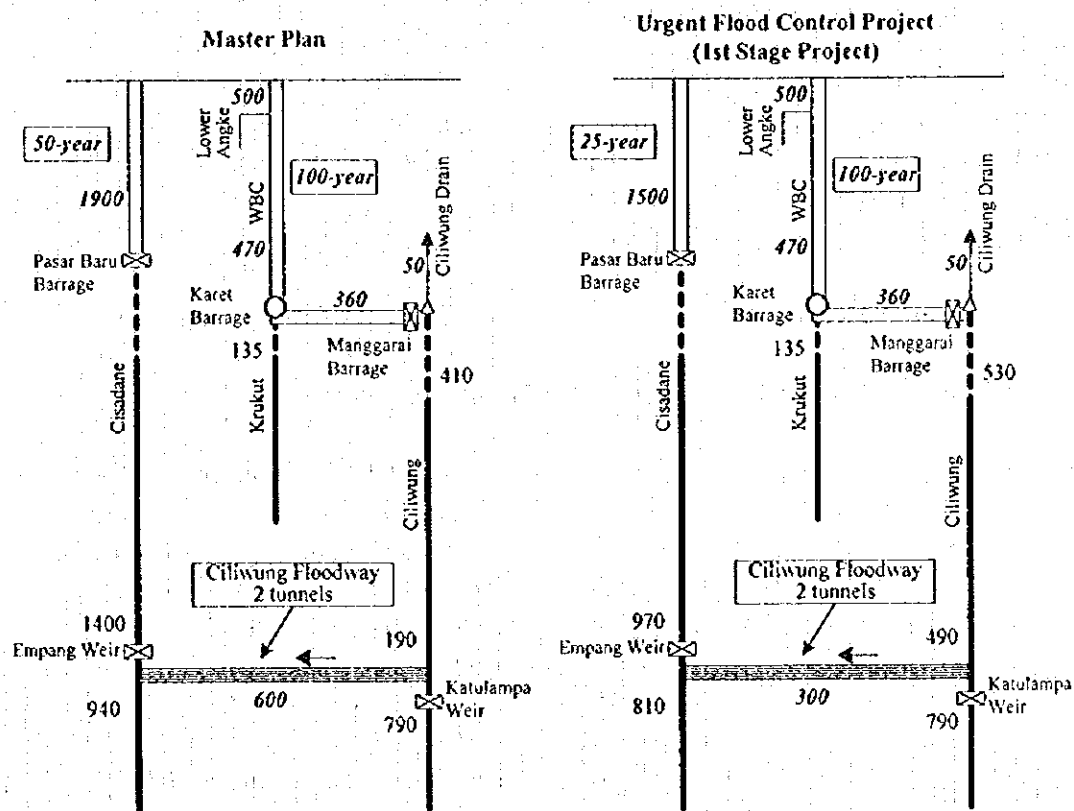 Master Plan
500
Lower
Angke
50-year
100-year
1900
WBC
470
Ciliwung Drain
50
Pasar Baru
Barrage
Karet
Barrage
360
135
Manggarai
Barrage
410
Cisadane
Krukut
Ciliwung
Ciliwung Floodway
2 tunnels
1400
190
Empang Weir
940
600
Katulampa
Weir
790
Urgent Flood Control Project
(1st Stage Project)
500
Lower
Angke
25-year
100-year
1500
WBC
470
Ciliwung Drain
50
Pasar Baru
Barrage
Karet
Barrage
360
135
Manggarai
Barrage
530
Cisadane
Krukut
Ciliwung
Ciliwung Floodway
2 tunnels
970
490
Empang Weir
810
300
Katulampa
Weir
790